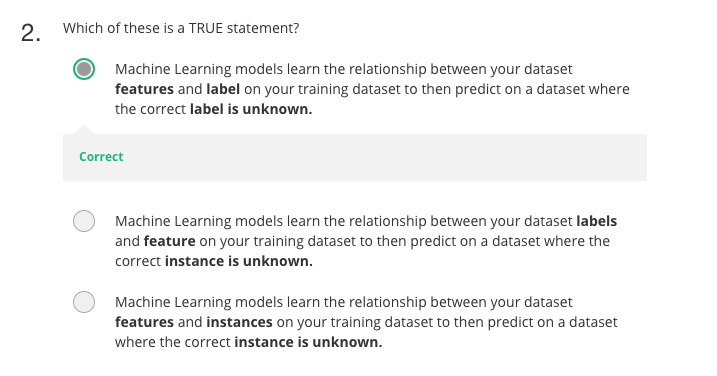 2. Which of these is a TRUE statement?
Machine Learning models learn the relationship between your dataset
features and label on your training dataset to then predict on a dataset where
the correct label is unknown.
Correct
Machine Learning models learn the relationship between your dataset labels
and feature on your training dataset to then predict on a dataset where the
correct instance is unknown.
Machine Learning models learn the relationship between your dataset
features and instances on your training dataset to then predict on a dataset
where the correct instance is unknown.